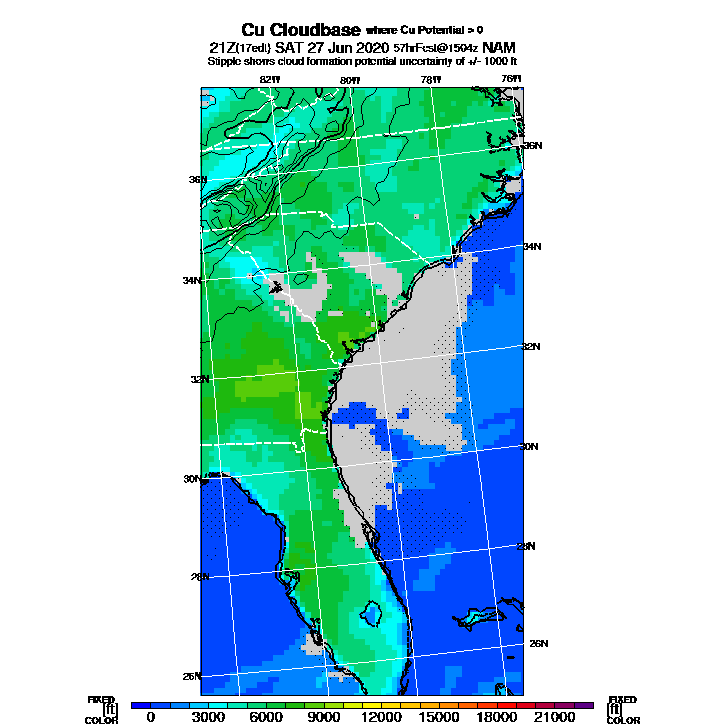 Cu Cloudbase where Cu Potential > 0
21Z(17edt) SAT 27 Jun 2020 57hrFcst@1504z NAM
Stipple shows cloud formation potential uncertainty of +/- 1000 ft
82W 80W 78W 76W
36N
36N
34N
34N
32N
32N
30N
30N
28N
28N
26N
26N
FIXED FIXED
[ft] [ft]
COLOR 0 3000 6000 9000 12000 15000 18000 21000 COLOR